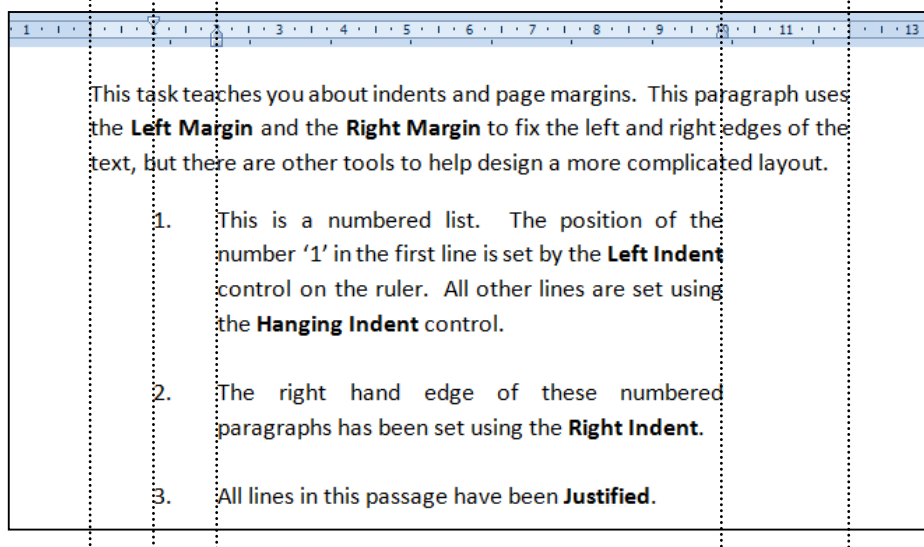 1 1 2 3 4 5 6 7 8 9 10 11 13
This task teaches you about indents and page margins.  This paragraph uses
the Left Margin and the Right Margin to fix the left and right edges of the
text, but there are other tools to help design a more complicated layout.
1. This is a numbered list.  The position of the
number ‘1’ in the first line is set by the Left Indent
control on the ruler.  All other lines are set using
the Hanging Indent control.
2. The right hand edge of these numbered
paragraphs has been set using the Right Indent.
3. All lines in this passage have been Justified.